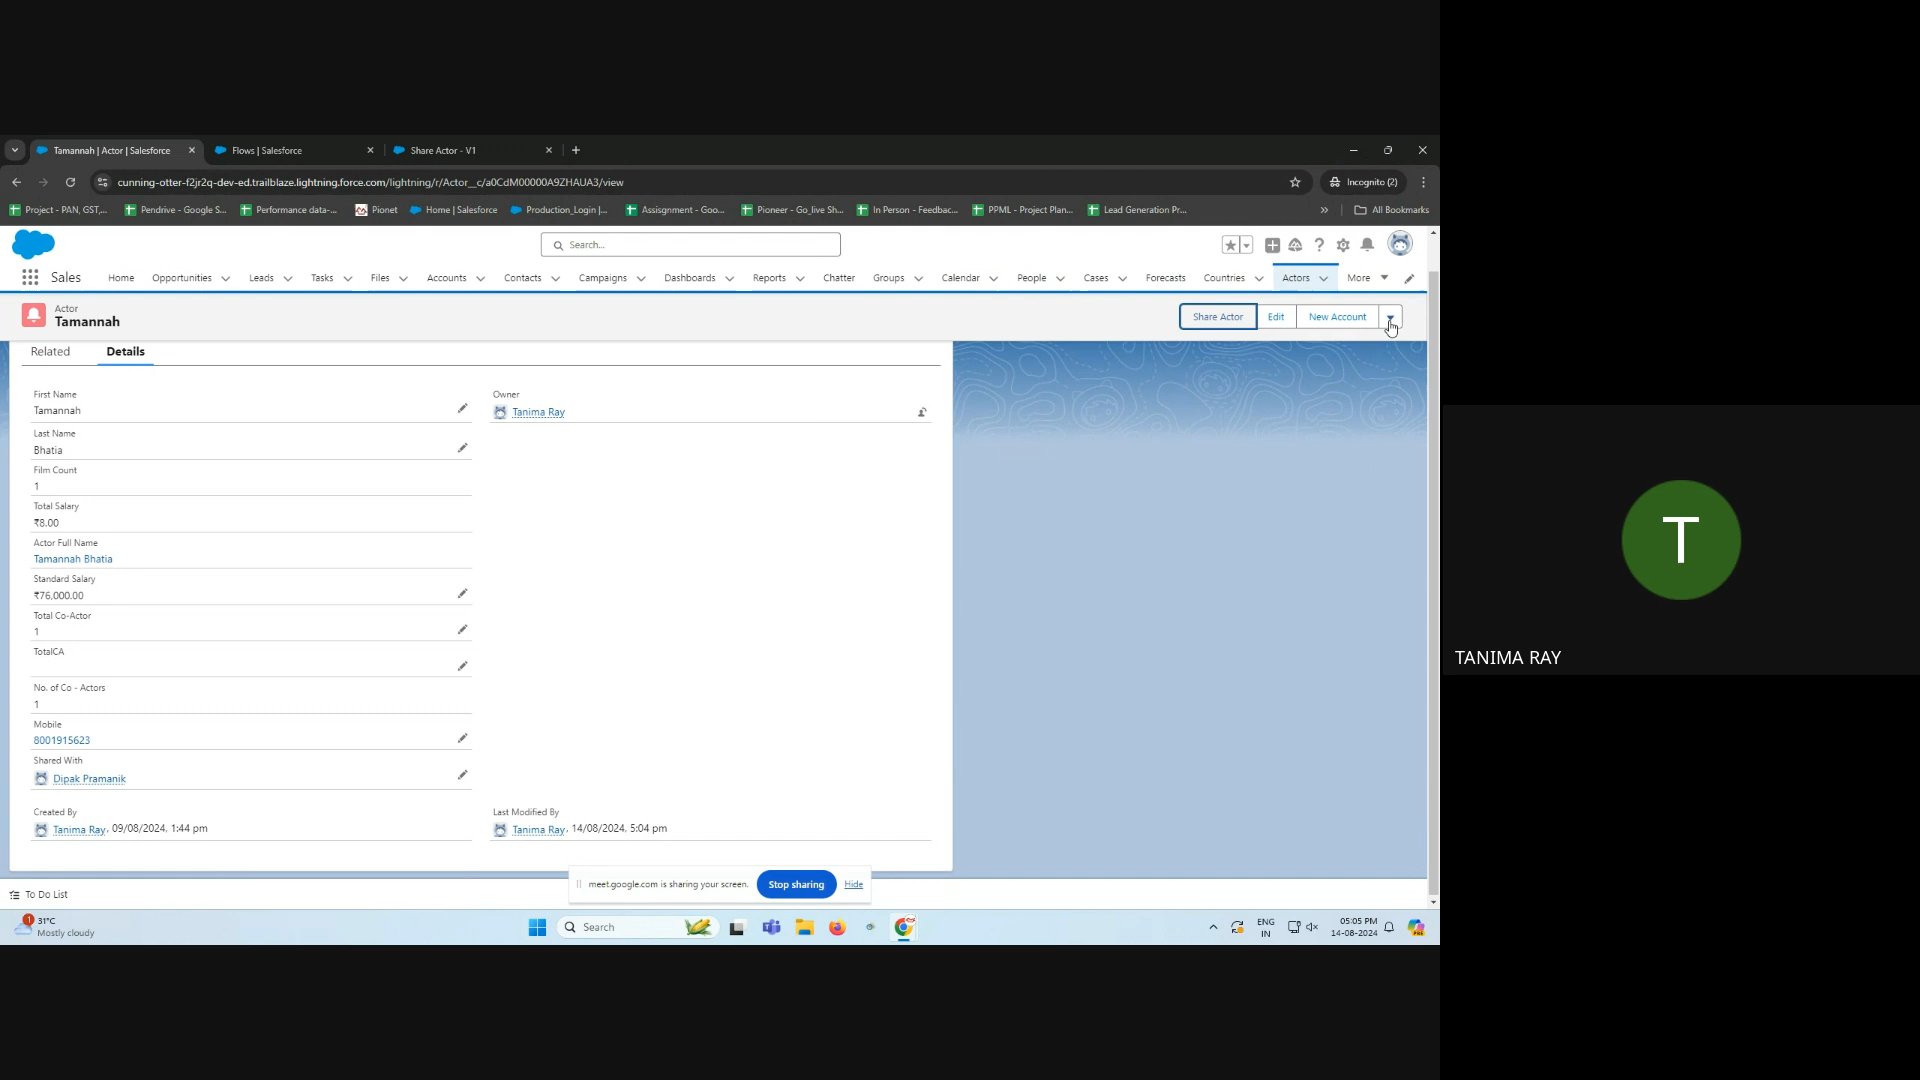 Tamannah | Actor | Salesforce
Flows | Salesforce
Share Actor - V1
cunning-otter-f2jr2q-dev-ed.trailblaze.lightning.force.com/lightning/r/Actor__c/a0CdM00000A9ZHAUA3/view
Incognito (2)
Project - PAN, GST,...
Pendrive - Google S...
Performance data-...
Pionet
Home | Salesforce
Production_Login |...
Assisgnment - Goo...
Pioneer - Go_live Sh...
In Person - Feedbac...
PPML - Project Plan...
Lead Generation Pr...
»
All Bookmarks
Search...
Sales
Home
Opportunities
Leads
Tasks
Files
Accounts
Contacts
Campaigns
Dashboards
Reports
Chatter
Groups
Calendar
People
Cases
Forecasts
Countries
Actors
More
Actor
Tamannah
Share Actor
Edit
New Account
Related
Details
First Name
Tamannah
Owner
Tanima Ray
Last Name
Bhatia
Film Count
1
Total Salary
₹8.00
Actor Full Name
Tamannah Bhatia
Standard Salary
₹76,000.00
Total Co-Actor
1
TotalCA
No. of Co - Actors
1
Mobile
8001915623
Shared With
Dipak Pramanik
Created By
Tanima Ray, 09/08/2024, 1:44 pm
Last Modified By
Tanima Ray, 14/08/2024, 5:04 pm
meet.google.com is sharing your screen.
Stop sharing
Hide
To Do List
1
31°C
Mostly cloudy
Search
ENG
IN
05:05 PM
14-08-2024
T
TANIMA RAY